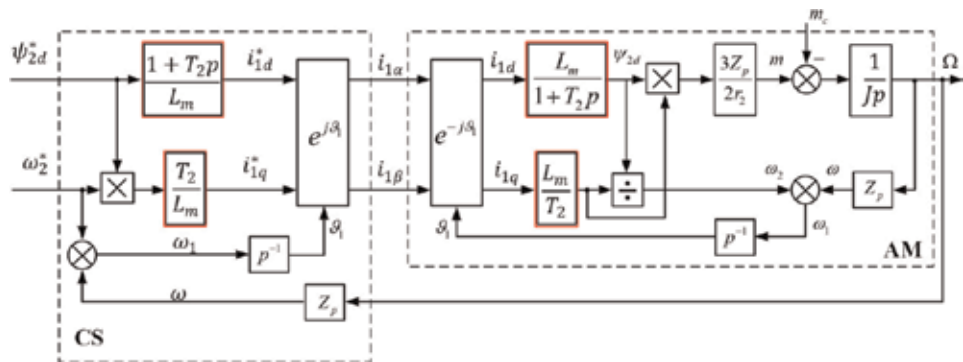 ψ*2d
1 + T2p
Lm
i*1d
ω*2
T2
Lm
i*1q
ω1
p⁻¹
ϑ1
e^jϑ1
i1α
i1β
ω
Zp
CS
e^-jϑ1
i1d
Lm
1 + T2p
ψ2d
i1q
Lm
T2
÷
ϑ1
3Zp
2r2
m
mc
−
1
Jp
Ω
ω2
ω
Zp
ω1
p⁻¹
AM